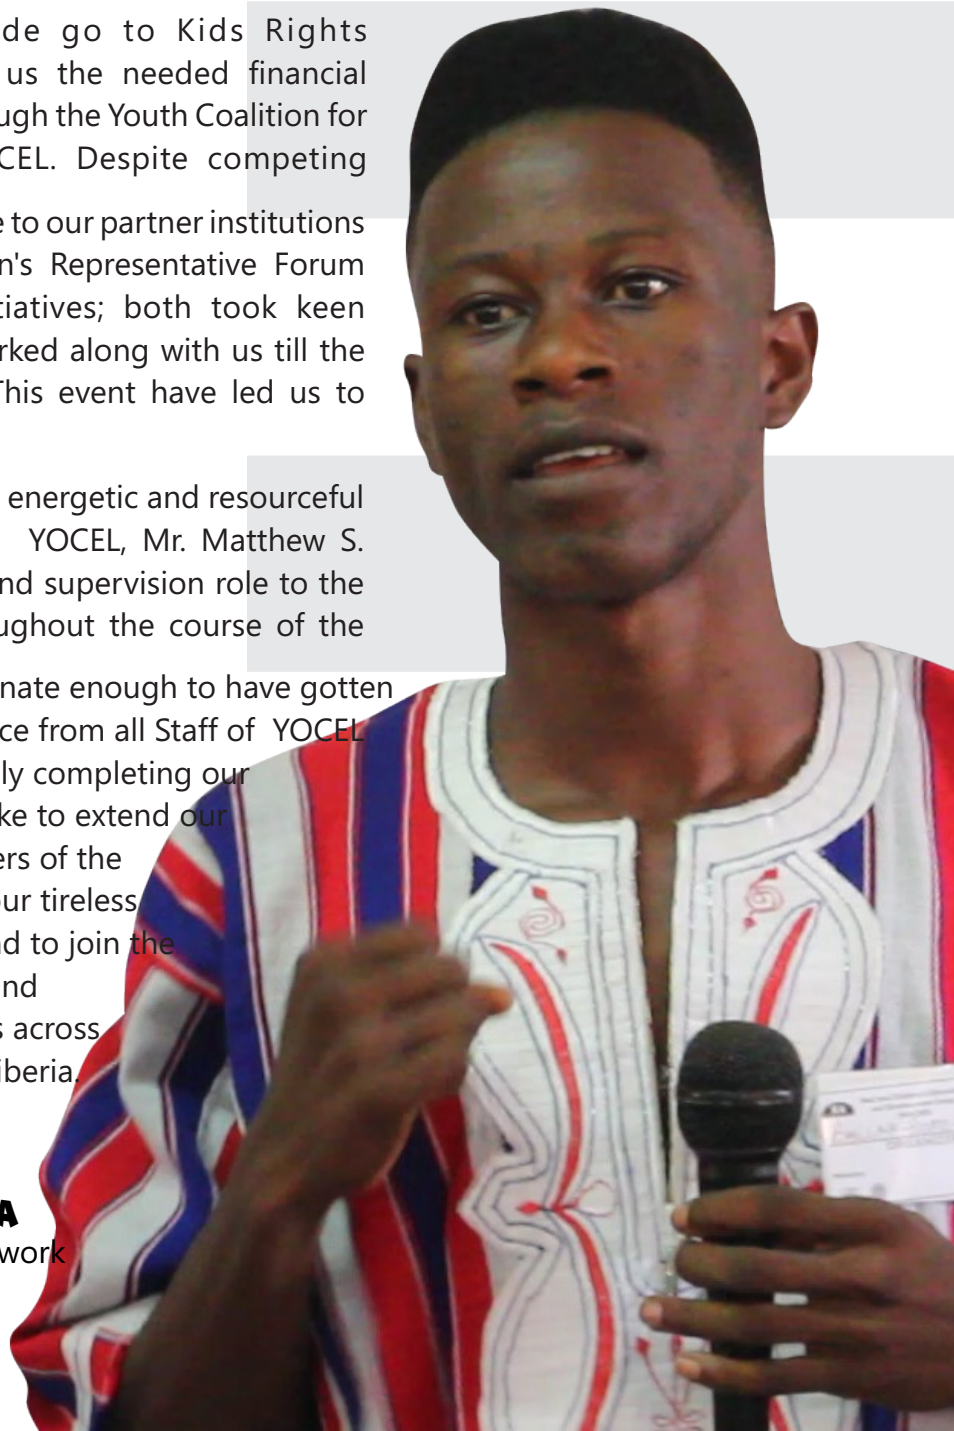 de go to Kids Rights
us the needed financial
ugh the Youth Coalition for
CEL. Despite competing
e to our partner institutions
n's Representative Forum
tiatives; both took keen
rked along with us till the
This event have led us to
energetic and resourceful
YOCEL, Mr. Matthew S.
nd supervision role to the
ughout the course of the
nate enough to have gotten
ce from all Staff of YOCEL
ly completing our
ke to extend our
ers of the
our tireless
nd to join the
and
s across
iberia.
A
work